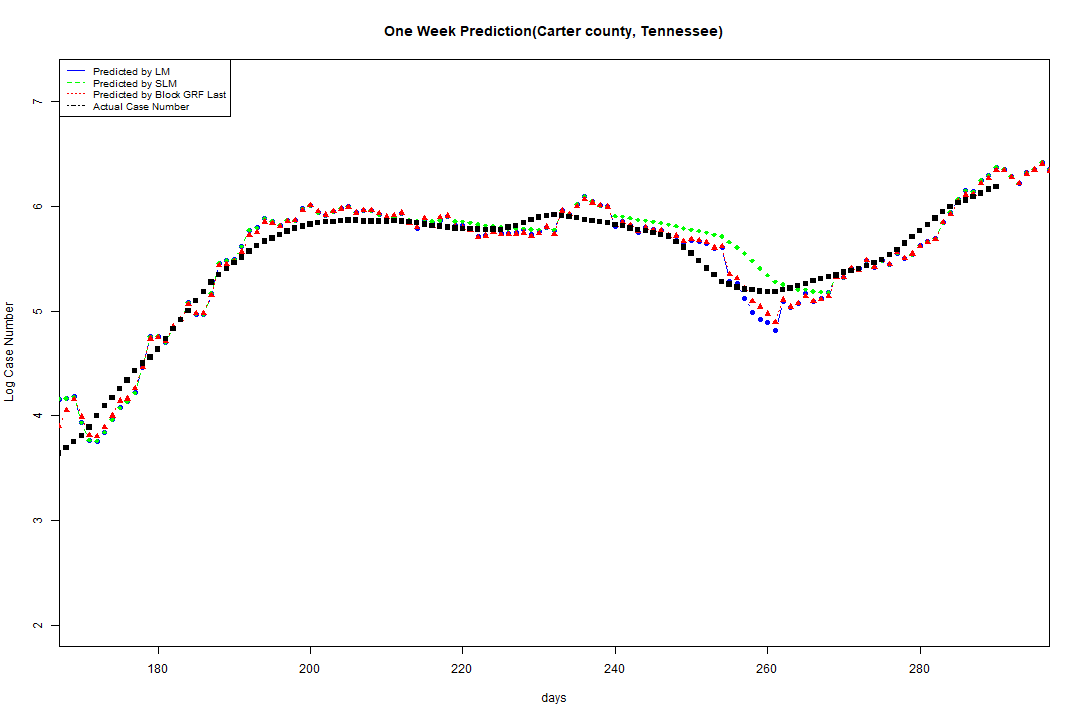 One Week Prediction(Carter county, Tennessee)
Predicted by LM
Predicted by SLM
Predicted by Block GRF Last
Actual Case Number
7
6
5
4
3
2
Log Case Number
180 200 220 240 260 280
days